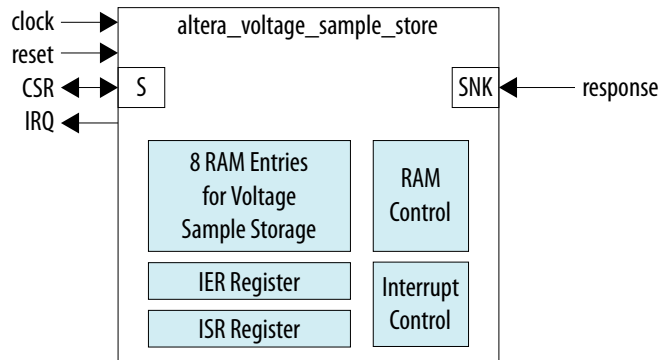 clock
altera_voltage_sample_store
reset
CSR
S
SNK
response
IRQ
8 RAM Entries
for Voltage
Sample Storage
RAM
Control
IER Register
ISR Register
Interrupt
Control